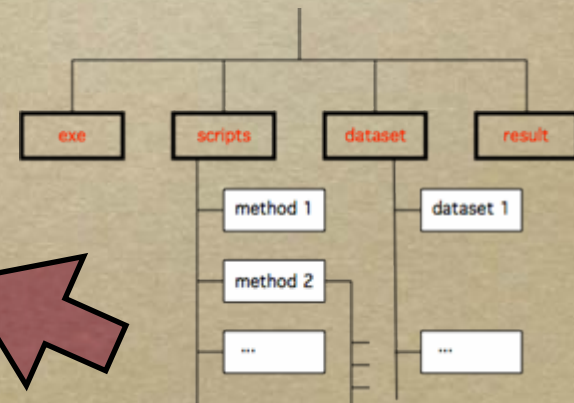 exe
scripts
dataset
result
method 1
dataset 1
method 2
...
...